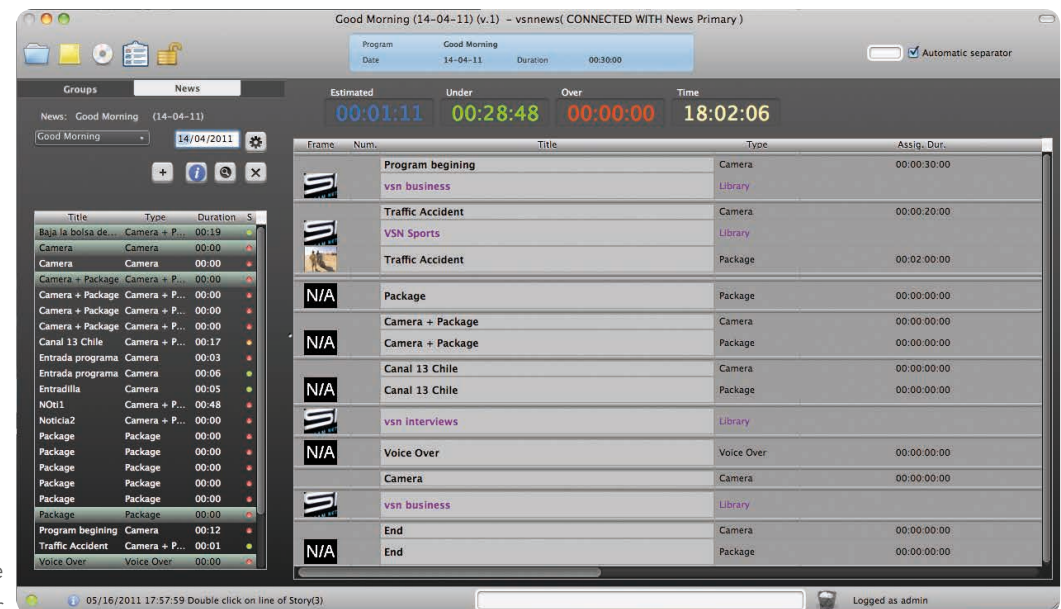 Good Morning (14-04-11) (v.1) - vsnnews( CONNECTED WITH News Primary )
Program Good Morning
Date 14-04-11 Duration 00:30:00
Automatic separator
Groups News
News: Good Morning (14-04-11)
Good Morning 14/04/2011
Title Type Duration S
Baja la bolsa de... Camera + P... 00:19
Camera Camera 00:00
Camera Camera 00:00
Camera + Package Camera + P... 00:00
Camera + Package Camera + P... 00:00
Camera + Package Camera + P... 00:00
Camera + Package Camera + P... 00:00
Canal 13 Chile Camera + P... 00:17
Entrada programa Camera 00:03
Entrada programa Camera 00:06
Entradilla Camera 00:05
NOti1 Camera + P... 00:48
Noticia2 Camera + P... 00:00
Package Package 00:00
Package Package 00:00
Package Package 00:00
Package Package 00:00
Package Package 00:00
Package Package 00:00
Program begining Camera 00:12
Traffic Accident Camera + P... 00:01
Voice Over Voice Over 00:00
Estimated Under Over Time
00:01:11 00:28:48 00:00:00 18:02:06
Frame Num. Title Type Assig. Dur.
Program begining Camera 00:00:30:00
vsn business Library
Traffic Accident Camera 00:00:20:00
VSN Sports Library
Traffic Accident Package 00:02:00:00
N/A Package Package 00:00:00:00
Camera + Package Camera 00:00:00:00
N/A Camera + Package Package 00:00:00:00
Canal 13 Chile Camera 00:00:00:00
N/A Canal 13 Chile Package 00:00:00:00
vsn interviews Library
N/A Voice Over Voice Over 00:00:00:00
Camera Camera 00:00:00:00
vsn business Library
End Camera 00:00:00:00
N/A End Package 00:00:00:00
05/16/2011 17:57:59 Double click on line of Story(3) Logged as admin